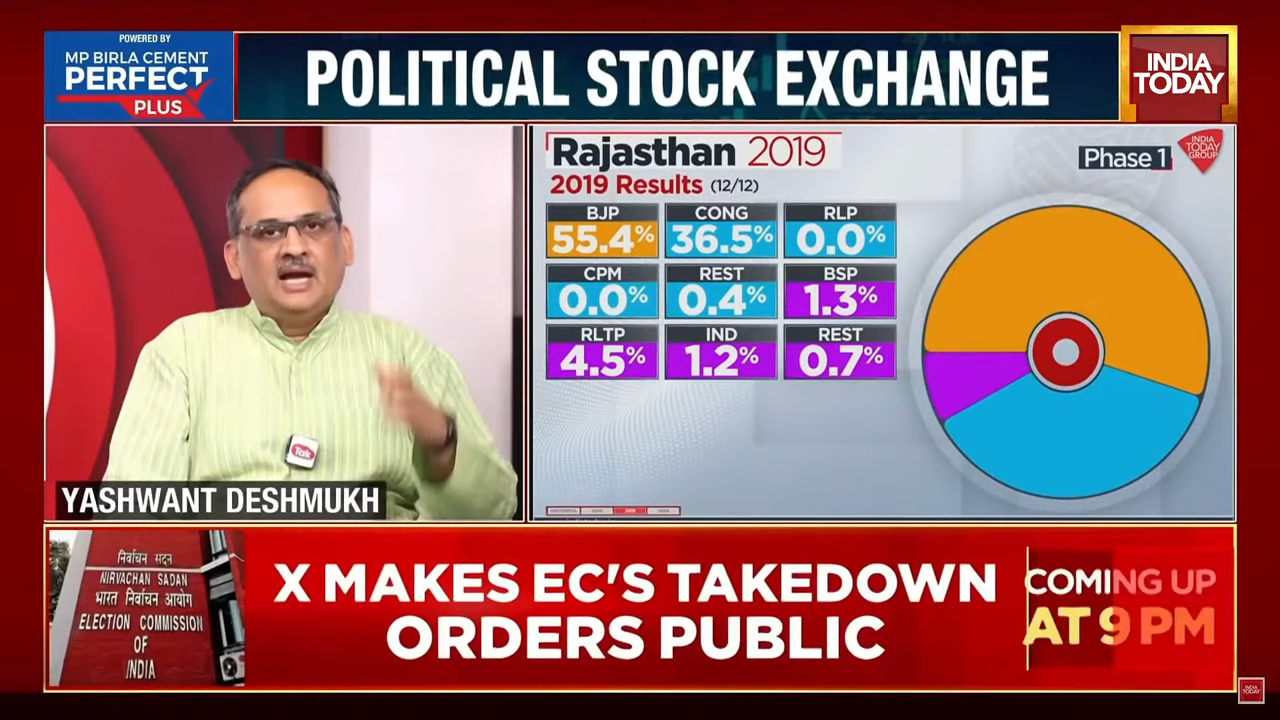 POWERED BY
MP BIRLA CEMENT
PERFECT
PLUS
POLITICAL STOCK EXCHANGE
INDIA
TODAY
Rajasthan 2019
2019 Results (12/12)
Phase 1
INDIA
TODAY
GROUP
BJP CONG RLP
55.4% 36.5% 0.0%
CPM REST BSP
0.0% 0.4% 1.3%
RLTP IND REST
4.5% 1.2% 0.7%
Tak
YASHWANT DESHMUKH
निर्वाचन सदन
NIRVACHAN SADAN
भारत निर्वाचन आयोग
ELECTION COMMISSION
OF
INDIA
X MAKES EC'S TAKEDOWN
ORDERS PUBLIC
COMING UP
AT 9 PM
INDIA
TODAY